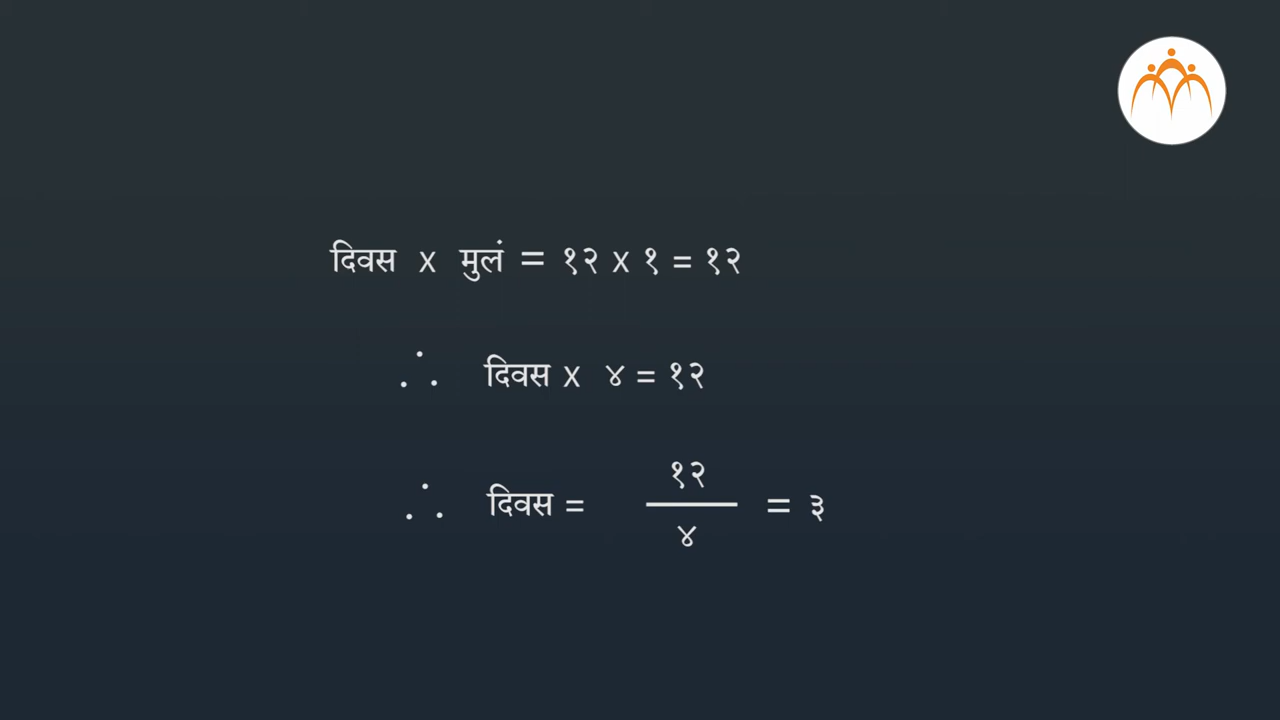 दिवस x मुलं = १२ x १ = १२
∴ दिवस x ४ = १२
∴ दिवस = १२/४ = ३